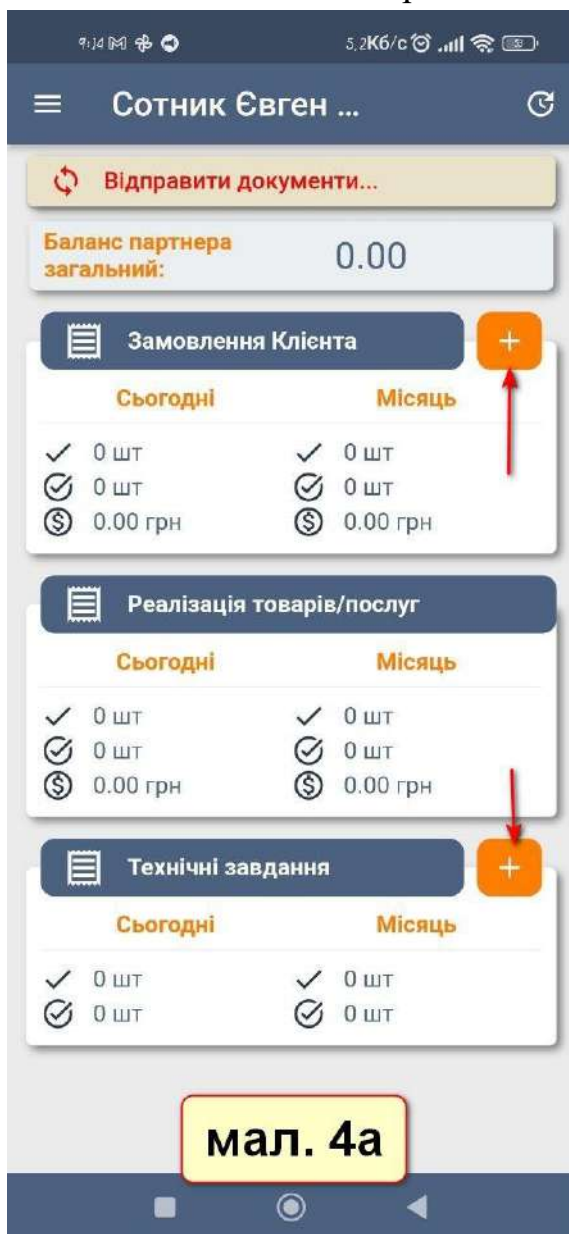 9:14 5,2Кб/с
Сотник Євген ...
Відправити документи...
Баланс партнера
загальний:
0.00
Замовлення Клієнта +
Сьогодні Місяць
0 шт 0 шт
0 шт 0 шт
0.00 грн 0.00 грн
Реалізація товарів/послуг
Сьогодні Місяць
0 шт 0 шт
0 шт 0 шт
0.00 грн 0.00 грн
Технічні завдання +
Сьогодні Місяць
0 шт 0 шт
0 шт 0 шт
мал. 4а